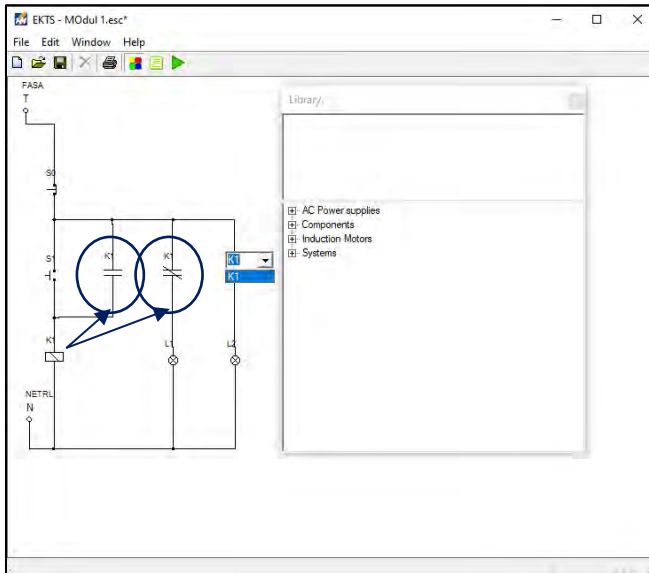 EKTS - MOdul 1.esc*
File Edit Window Help
FASA
T
Library
S0
AC Power supplies
Components
Induction Motors
Systems
S1
K1
K1
K1
K1
K1
L1
L2
NETRL
N